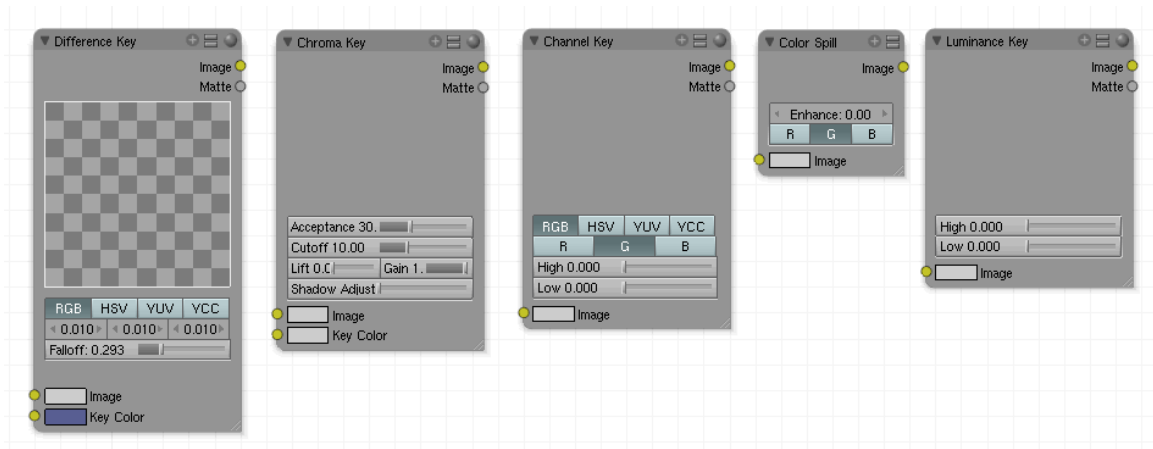 Difference Key
Image
Matte
RGB HSV YUV YCC
0.010 0.010 0.010
Falloff: 0.293
Image
Key Color
Chroma Key
Image
Matte
Acceptance 30.
Cutoff 10.00
Lift 0.0 Gain 1.
Shadow Adjust
Image
Key Color
Channel Key
Image
Matte
RGB HSV YUV YCC
R G B
High 0.000
Low 0.000
Image
Color Spill
Image
Enhance: 0.00
R G B
Image
Luminance Key
Image
Matte
High 0.000
Low 0.000
Image